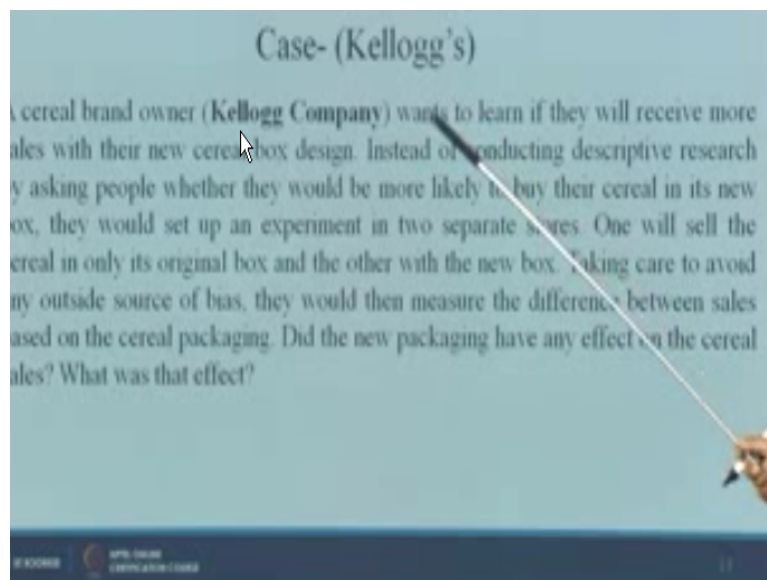 Case- (Kellogg's)
cereal brand owner (Kellogg Company) wants to learn if they will receive more
ales with their new cereal box design. Instead of conducting descriptive research
y asking people whether they would be more likely to buy their cereal in its new
ox, they would set up an experiment in two separate stores. One will sell the
ereal in only its original box and the other with the new box. Taking care to avoid
ny outside source of bias, they would then measure the difference between sales
ased on the cereal packaging. Did the new packaging have any effect on the cereal
ales? What was that effect?
NPTEL ONLINE
CERTIFICATION COURSE